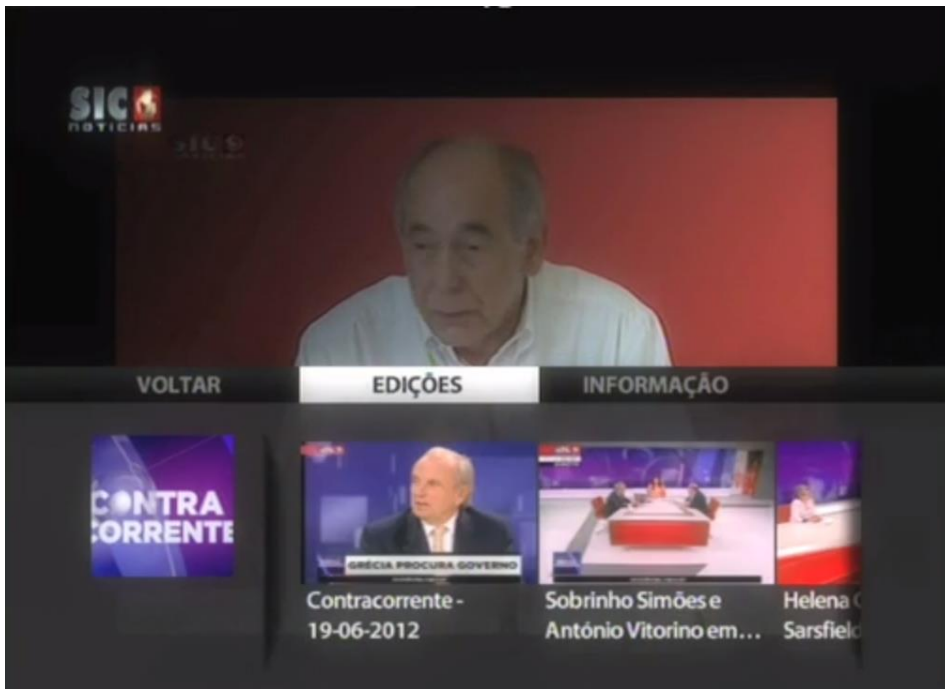 SIC
NOTÍCIAS
VOLTAR
EDIÇÕES
INFORMAÇÃO
CONTRA
CORRENTE
GRÉCIA PROCURA GOVERNO
Contracorrente -
19-06-2012
Sobrinho Simões e
António Vitorino em...
Helena
Sarsfield